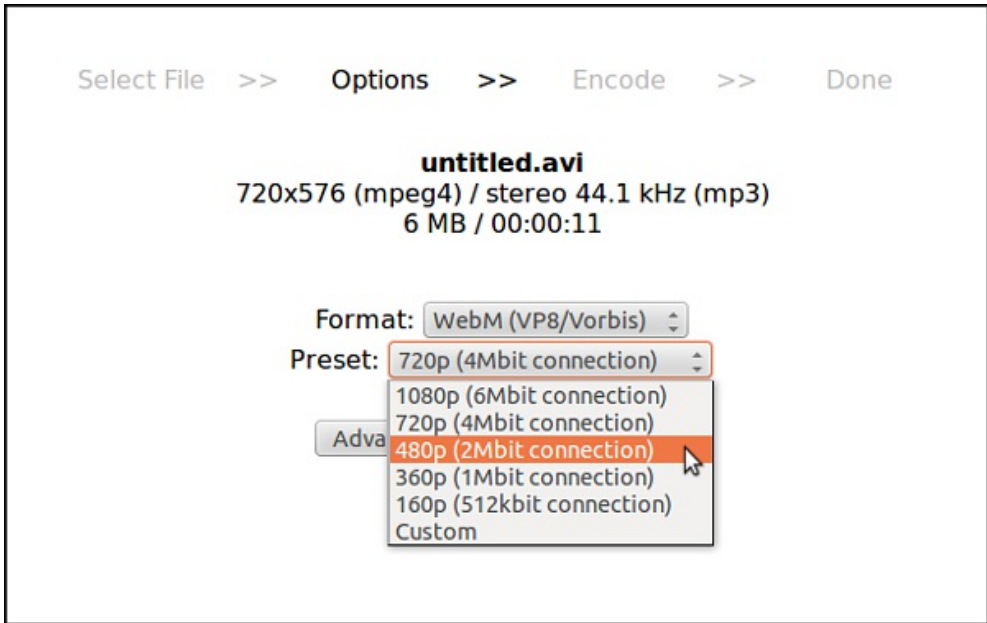 Select File >> Options >> Encode >> Done
untitled.avi
720x576 (mpeg4) / stereo 44.1 kHz (mp3)
6 MB / 00:00:11
Format: WebM (VP8/Vorbis)
Preset: 720p (4Mbit connection)
1080p (6Mbit connection)
720p (4Mbit connection)
Adva
480p (2Mbit connection)
360p (1Mbit connection)
160p (512kbit connection)
Custom